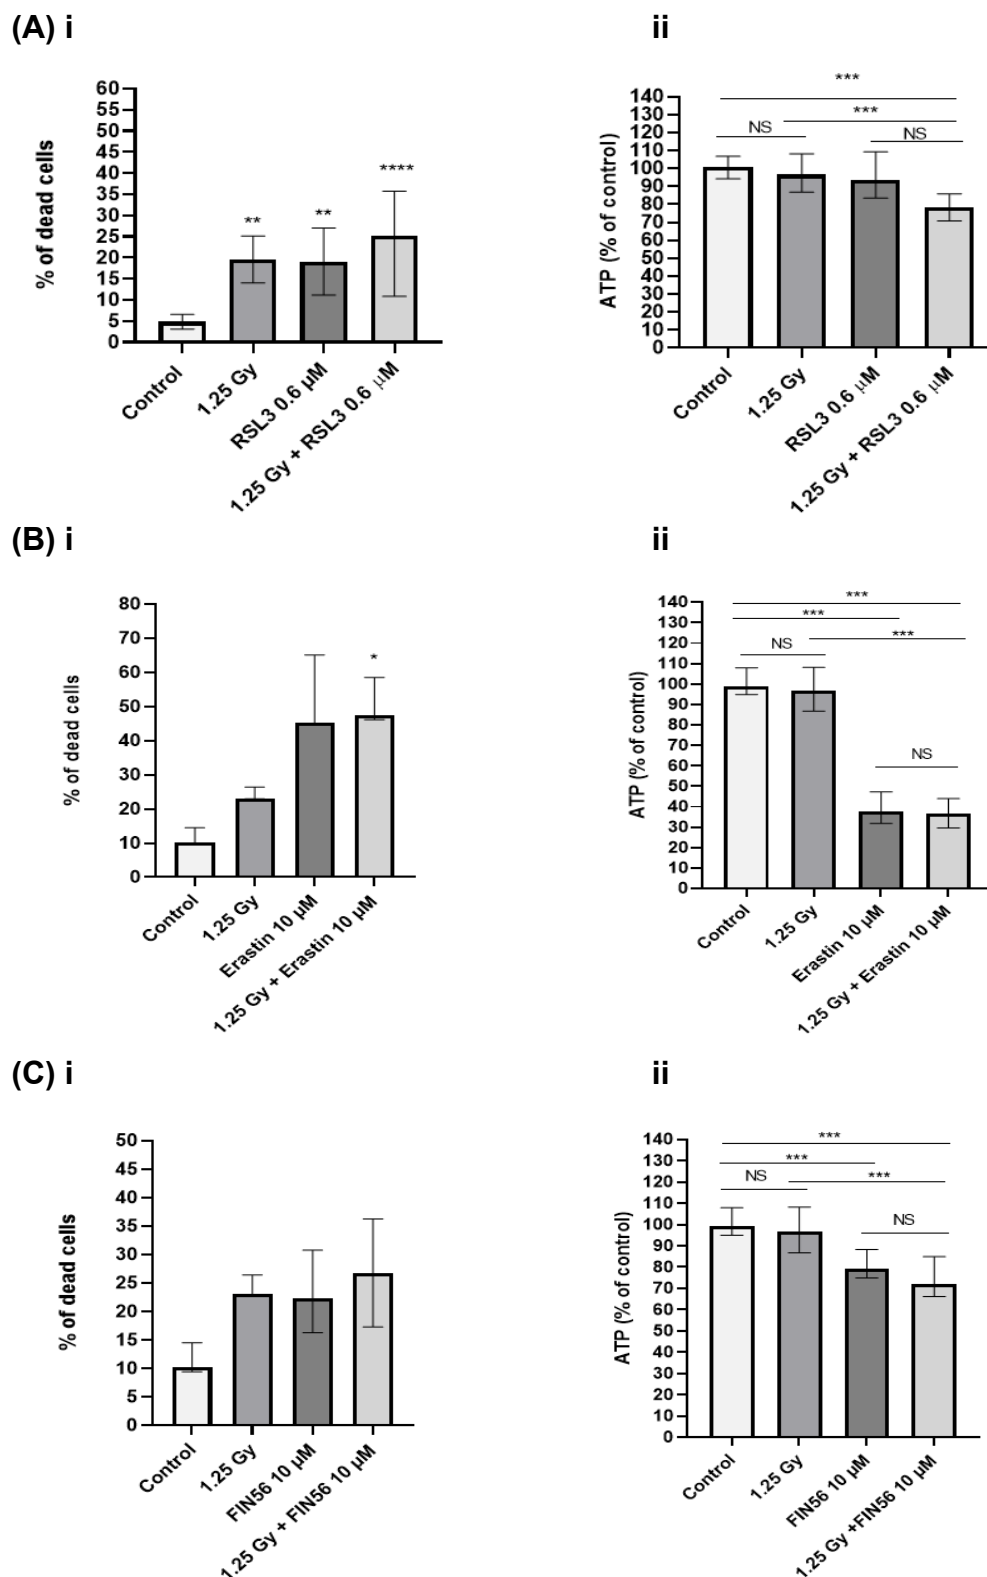 (A) i
ii
% of dead cells
60
55
50
45
40
35
30
25
20
15
10
5
0
**
**
****
Control
1.25 Gy
RSL3 0.6 µM
1.25 Gy + RSL3 0.6 µM
ATP (% of control)
140
130
120
110
100
90
80
70
60
50
40
30
20
10
0
***
***
NS
NS
Control
1.25 Gy
RSL3 0.6 µM
1.25 Gy + RSL3 0.6 µM
(B) i
ii
% of dead cells
80
70
60
50
40
30
20
10
0
*
Control
1.25 Gy
Erastin 10 µM
1.25 Gy + Erastin 10 µM
ATP (% of control)
140
130
120
110
100
90
80
70
60
50
40
30
20
10
0
***
***
***
NS
NS
Control
1.25 Gy
Erastin 10 µM
1.25 Gy + Erastin 10 µM
(C) i
ii
% of dead cells
50
45
40
35
30
25
20
15
10
5
0
Control
1.25 Gy
FIN56 10 µM
1.25 Gy + FIN56 10 µM
ATP (% of control)
140
130
120
110
100
90
80
70
60
50
40
30
20
10
0
***
***
NS
***
NS
Control
1.25 Gy
FIN56 10 µM
1.25 Gy +FIN56 10 µM